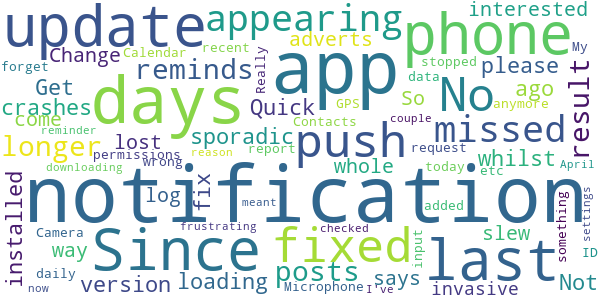 update appearing phone interested
adverts
Change Calendar recent Really stopped My
forget reminds app data please
Get days No ago result
crashes Quick GPS So anymore
come Contacts couple
longer lost sporadic push missed
reminder permissions report request whilst
downloading wrong reason whole today etc
installed notification
log fix meant added April
Camera frustrating checked something settings
way Since fixed last slew
input
daily loading posts says ID
now version Microphone I've invasive Not